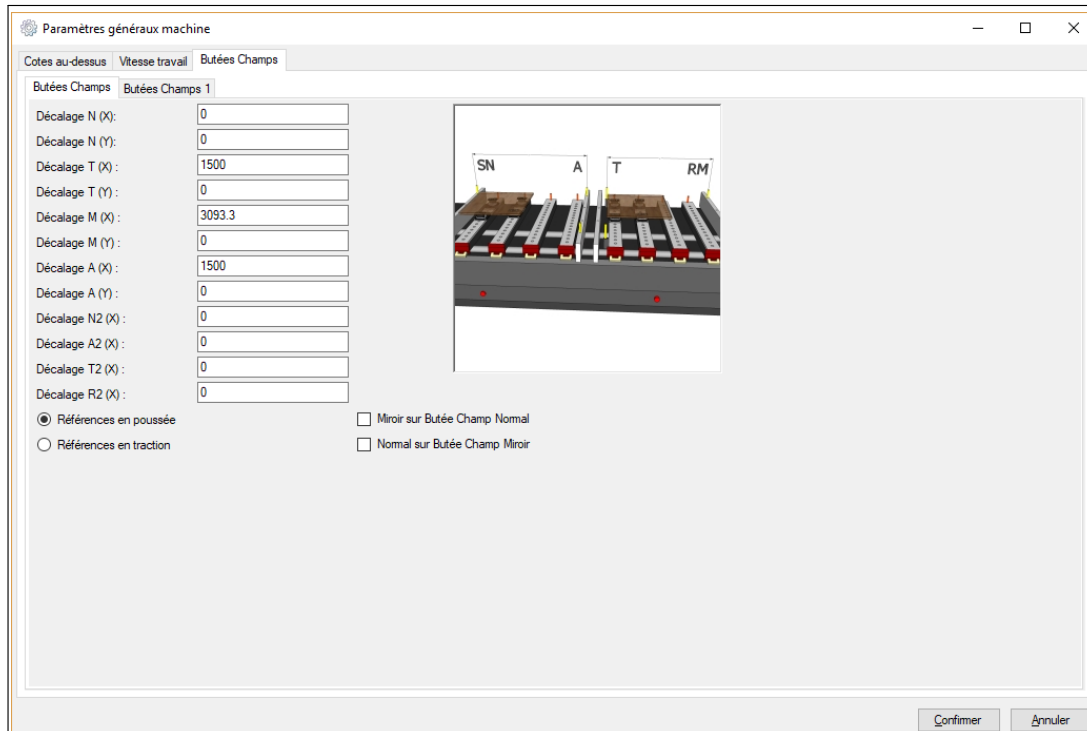 Paramètres généraux machine
Cotes au-dessus Vitesse travail Butées Champs
Butées Champs Butées Champs 1
Décalage N (X): 0
Décalage N (Y): 0
Décalage T (X) : 1500
Décalage T (Y) : 0
Décalage M (X) : 3093.3
Décalage M (Y) : 0
Décalage A (X) : 1500
Décalage A (Y) : 0
Décalage N2 (X) : 0
Décalage A2 (X) : 0
Décalage T2 (X) : 0
Décalage R2 (X) : 0
SN A T RM
Références en poussée Miroir sur Butée Champ Normal
Références en traction Normal sur Butée Champ Miroir
Confirmer Annuler